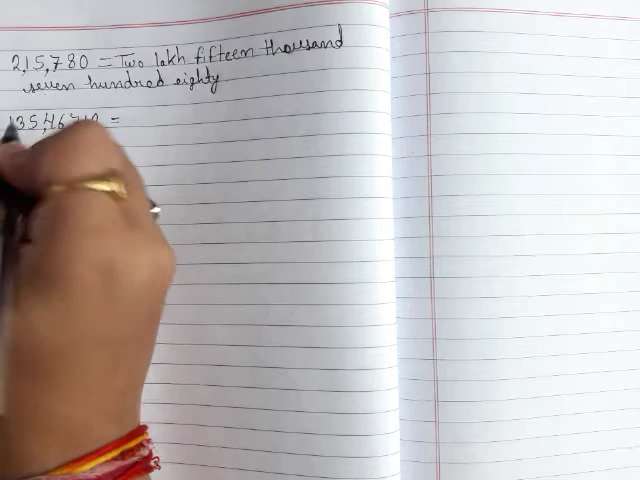 2,15,780 = Two lakh fifteen thousand
seven hundred eighty
=